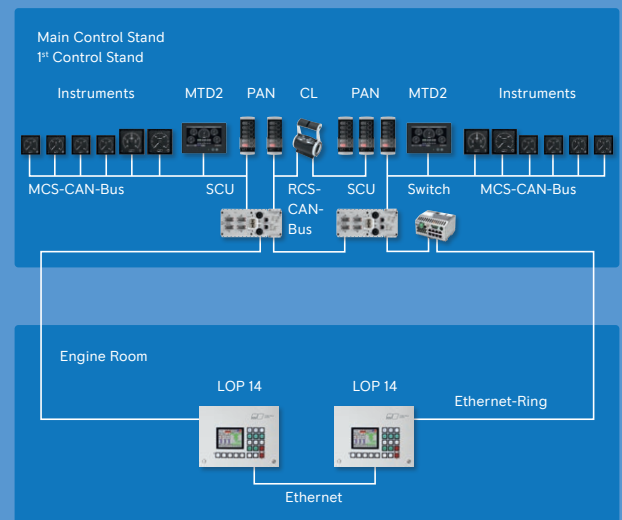 Main Control Stand
1st Control Stand
Instruments
MTD2
PAN
CL
PAN
MTD2
Instruments
MCS-CAN-Bus
SCU
RCS-
CAN-
Bus
SCU
Switch
MCS-CAN-Bus
Engine Room
LOP 14
LOP 14
Ethernet-Ring
Ethernet